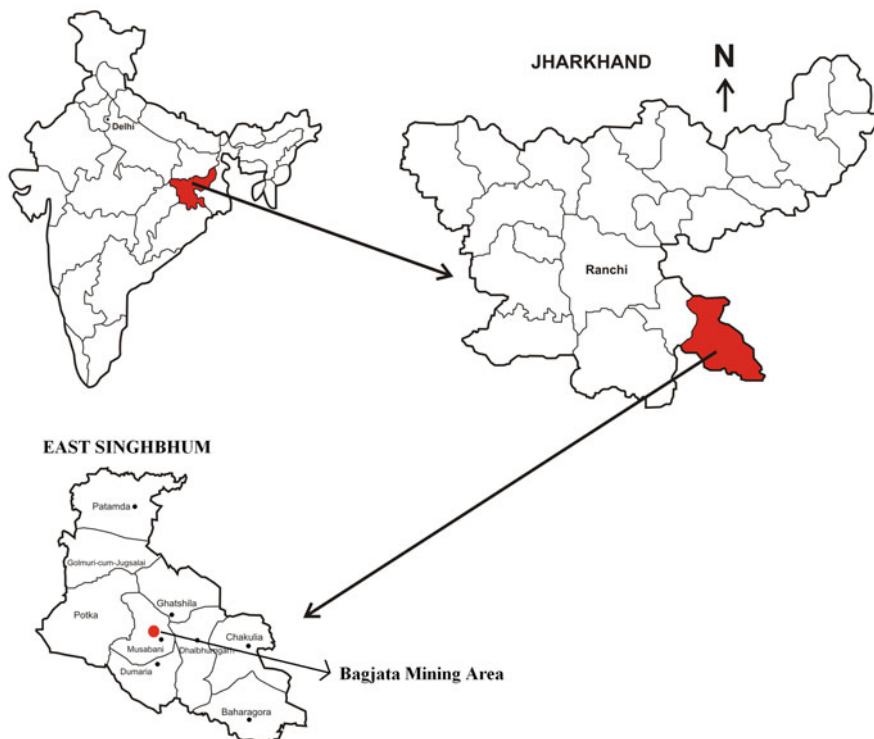 Delhi
JHARKHAND
N
Ranchi
EAST SINGHBHUM
Patamda
Golmuri-cum-Jugsalai
Ghatshila
Potka
Chakulia
Musabani
Dhalbhumgarh
Dumaria
Bagjata Mining Area
Baharagora